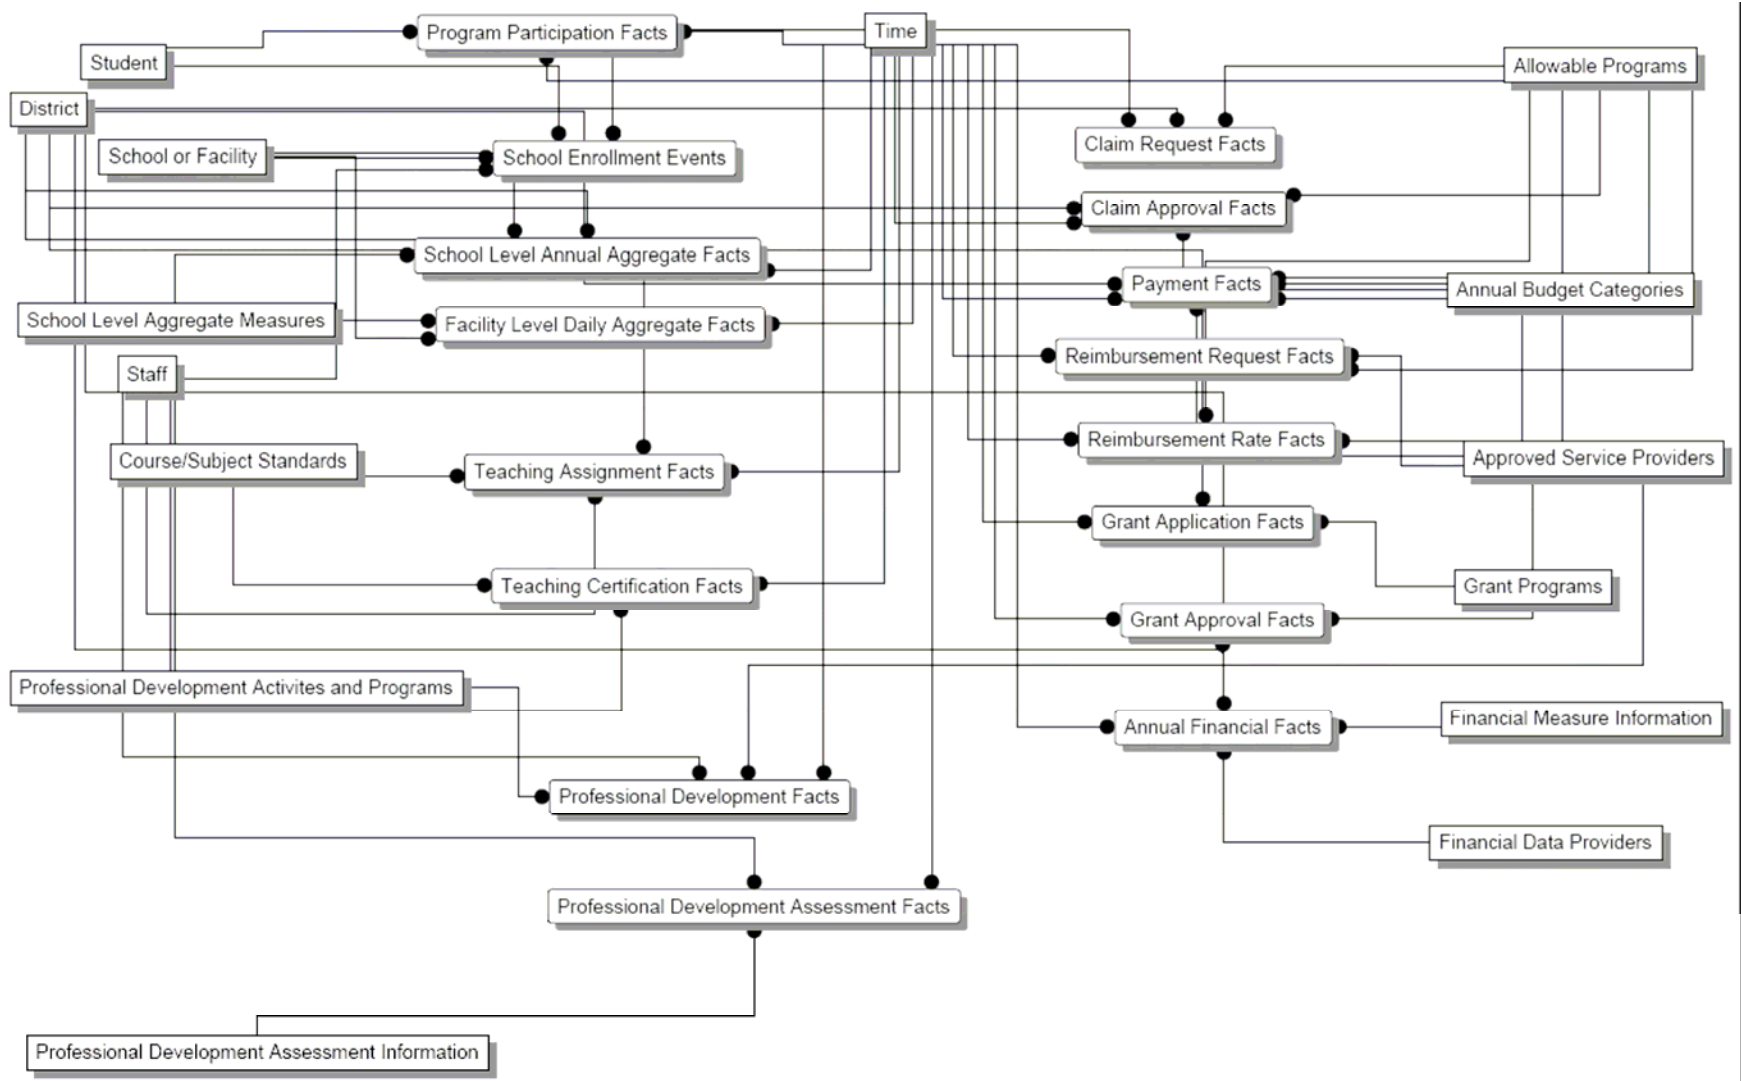 Program Participation Facts
Time
Student
Allowable Programs
District
Claim Request Facts
School or Facility
School Enrollment Events
Claim Approval Facts
School Level Annual Aggregate Facts
Payment Facts
Annual Budget Categories
School Level Aggregate Measures
Facility Level Daily Aggregate Facts
Reimbursement Request Facts
Staff
Reimbursement Rate Facts
Course/Subject Standards
Teaching Assignment Facts
Approved Service Providers
Grant Application Facts
Teaching Certification Facts
Grant Programs
Grant Approval Facts
Professional Development Activites and Programs
Annual Financial Facts
Financial Measure Information
Professional Development Facts
Financial Data Providers
Professional Development Assessment Facts
Professional Development Assessment Information